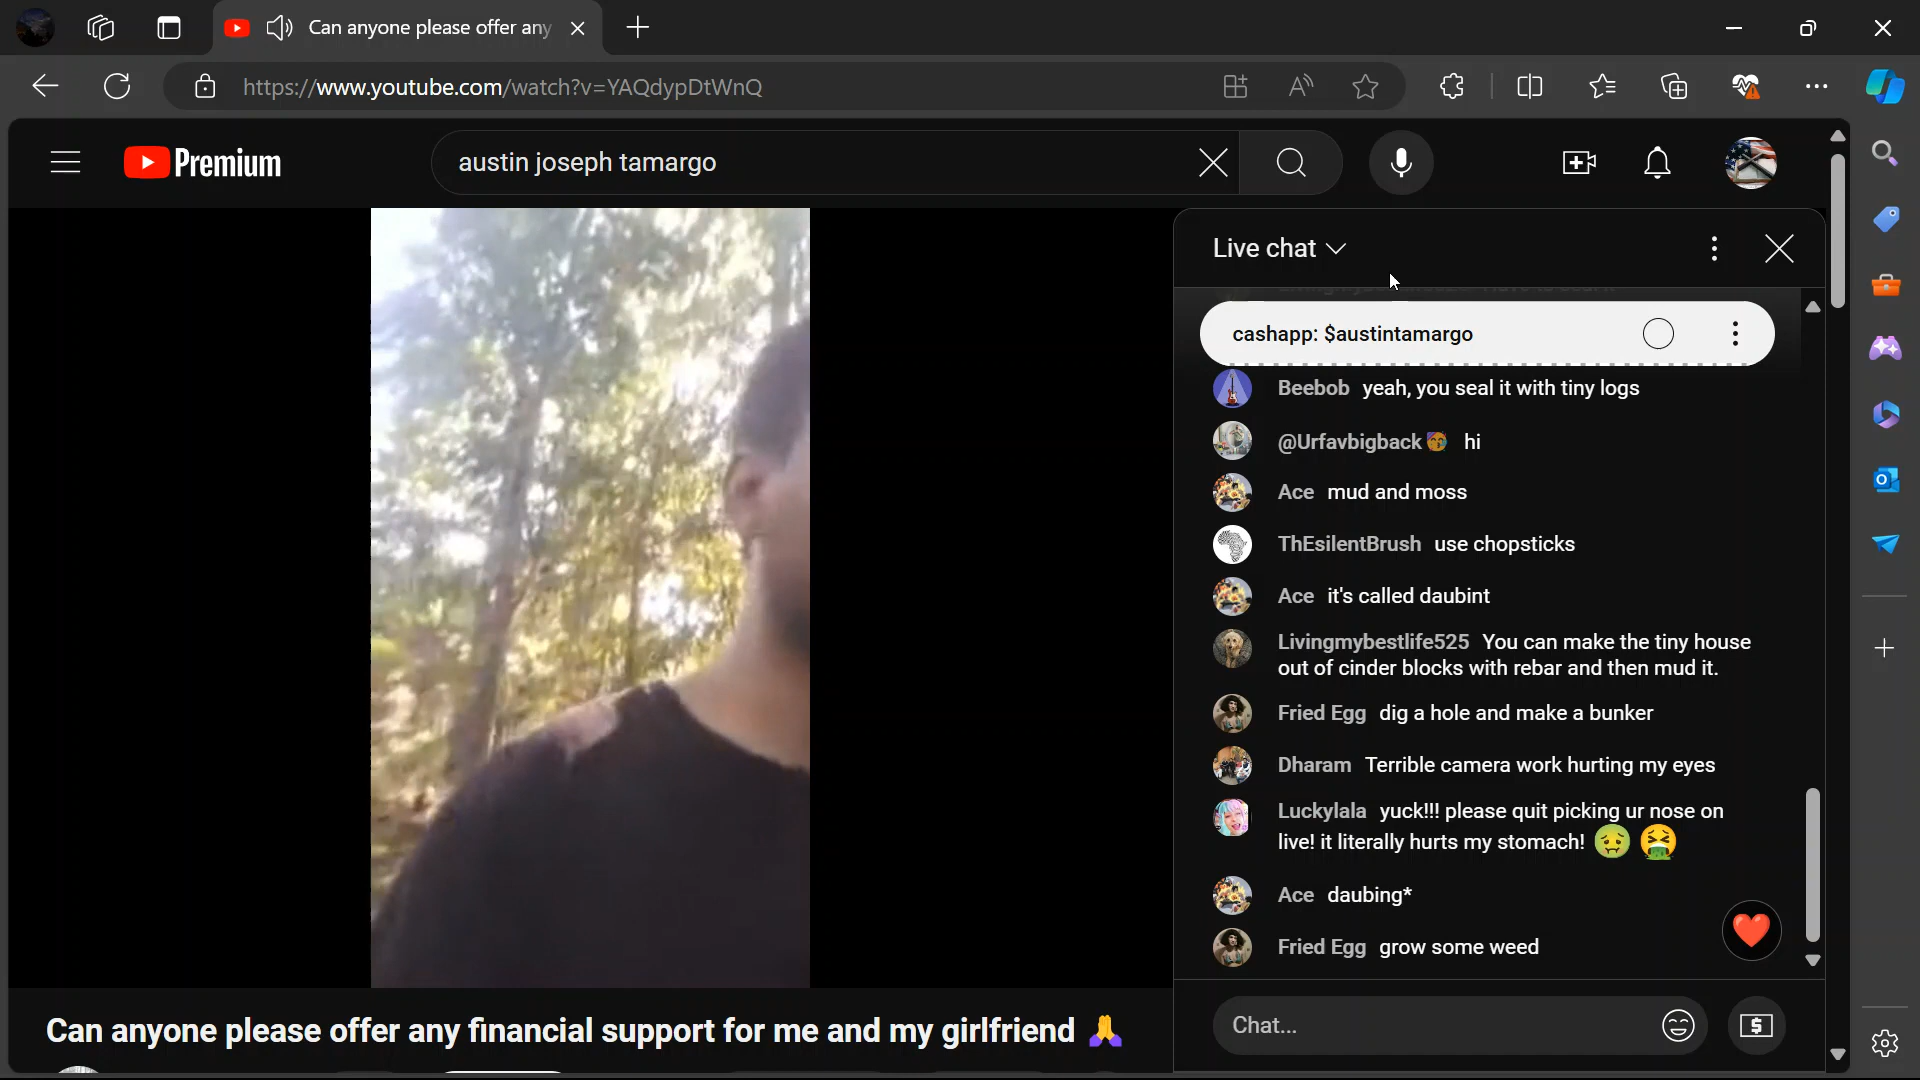 Can anyone please offer any
https://www.youtube.com/watch?v=YAQdypDtWnQ
Premium
austin joseph tamargo
Live chat
cashapp: $austintamargo
Beebob yeah, you seal it with tiny logs
@Urfavbigback🥳 hi
Ace mud and moss
ThEsilentBrush use chopsticks
Ace it's called daubint
Livingmybestlife525 You can make the tiny house
out of cinder blocks with rebar and then mud it.
Fried Egg dig a hole and make a bunker
Dharam Terrible camera work hurting my eyes
Luckylala yuck!!! please quit picking ur nose on
live! it literally hurts my stomach! 🤢 🤮
Ace daubing*
Fried Egg grow some weed
Chat...
Can anyone please offer any financial support for me and my girlfriend 🙏